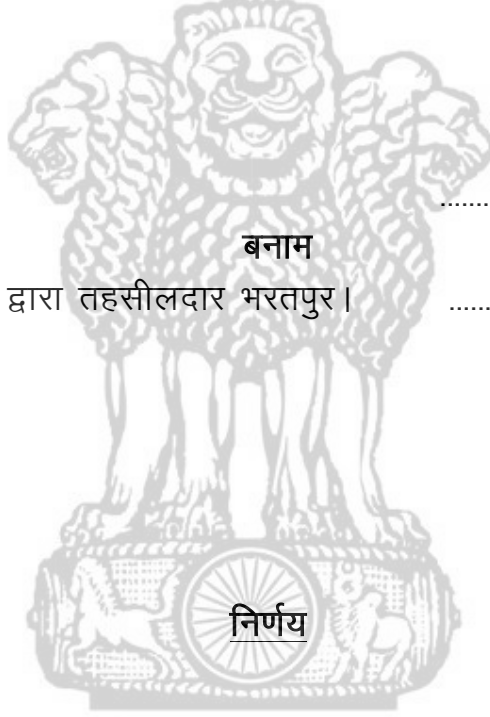 ........
बनाम
द्वारा तहसीलदार भरतपुर। ......
निर्णय